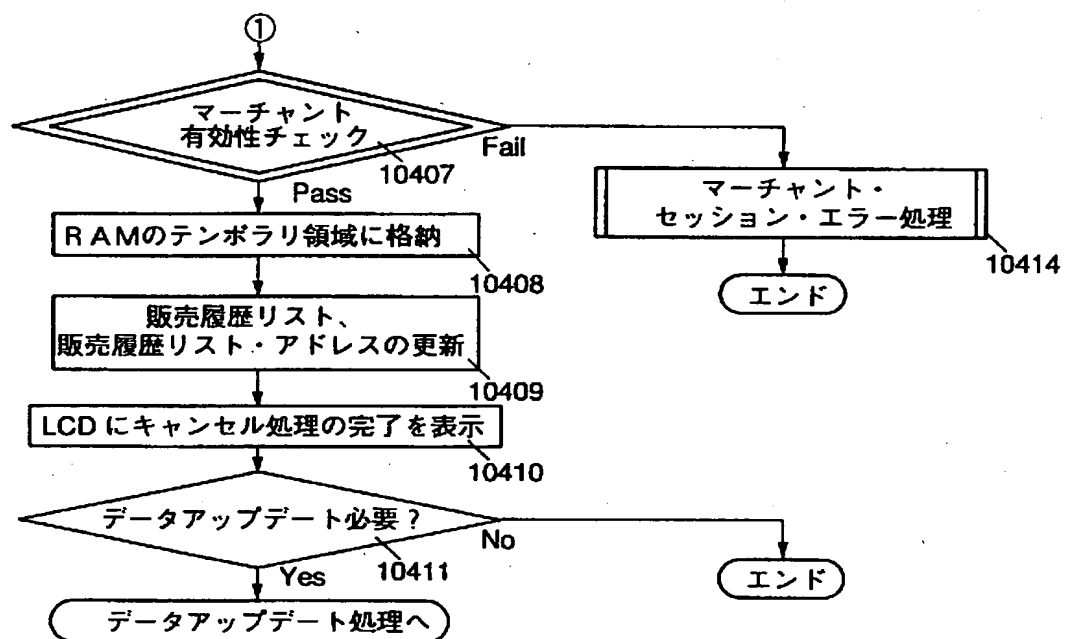 ①
マーチャント
有効性チェック
10407
Fail
Pass
マーチャント・
セッション・エラー処理
10414
RAMのテンポラリ領域に格納
10408
エンド
販売履歴リスト、
販売履歴リスト・アドレスの更新
10409
LCDにキャンセル処理の完了を表示
10410
データアップデート必要?
10411
No
Yes
エンド
データアップデート処理へ